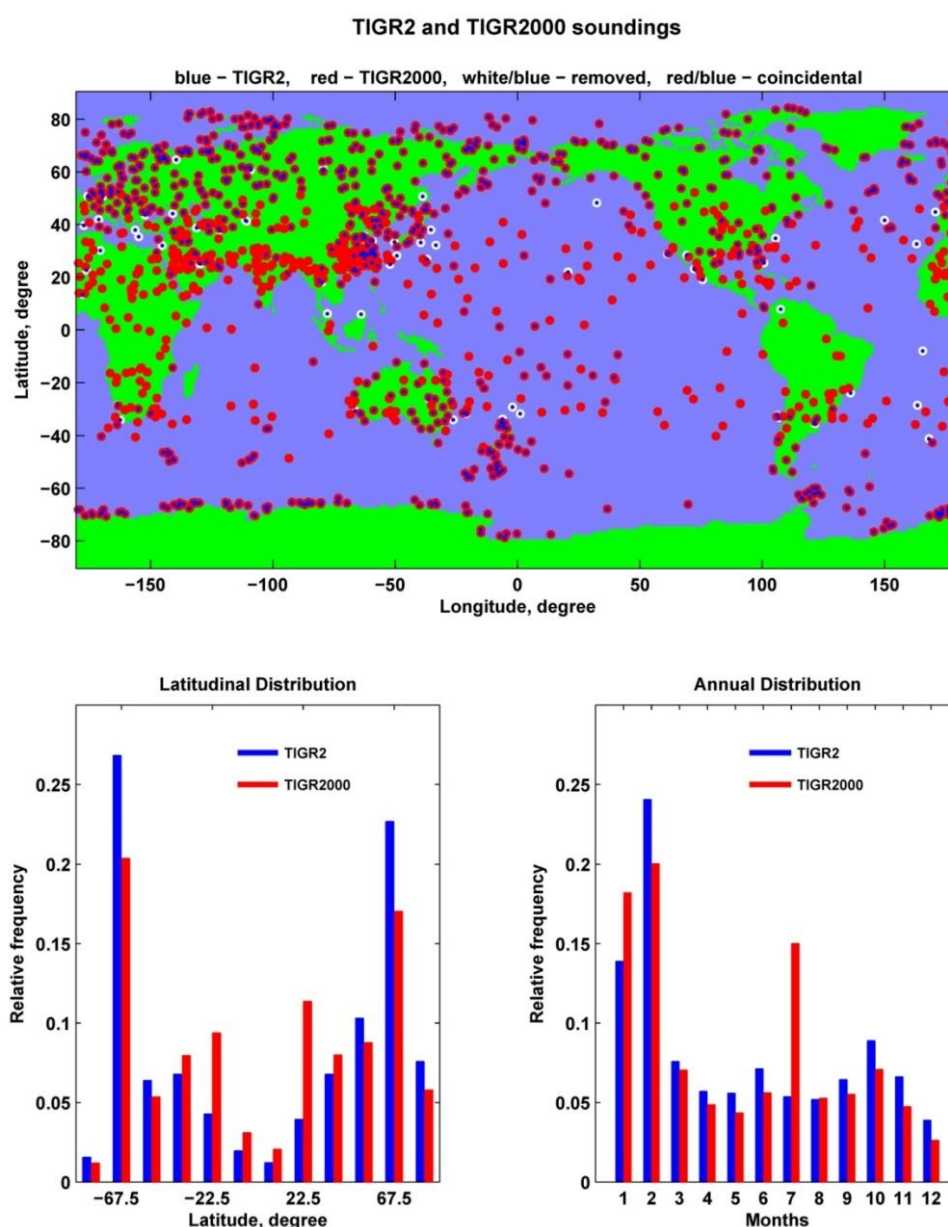 TIGR2 and TIGR2000 soundings
blue − TIGR2, red − TIGR2000, white/blue − removed, red/blue − coincidental
Latitude, degree
80
60
40
20
0
−20
−40
−60
−80
−150 −100 −50 0 50 100 150
Longitude, degree
Latitudinal Distribution
TIGR2
TIGR2000
Relative frequency
0.25
0.2
0.15
0.1
0.05
0
−67.5 −22.5 22.5 67.5
Latitude, degree
Annual Distribution
TIGR2
TIGR2000
Relative frequency
0.25
0.2
0.15
0.1
0.05
0
1 2 3 4 5 6 7 8 9 10 11 12
Months